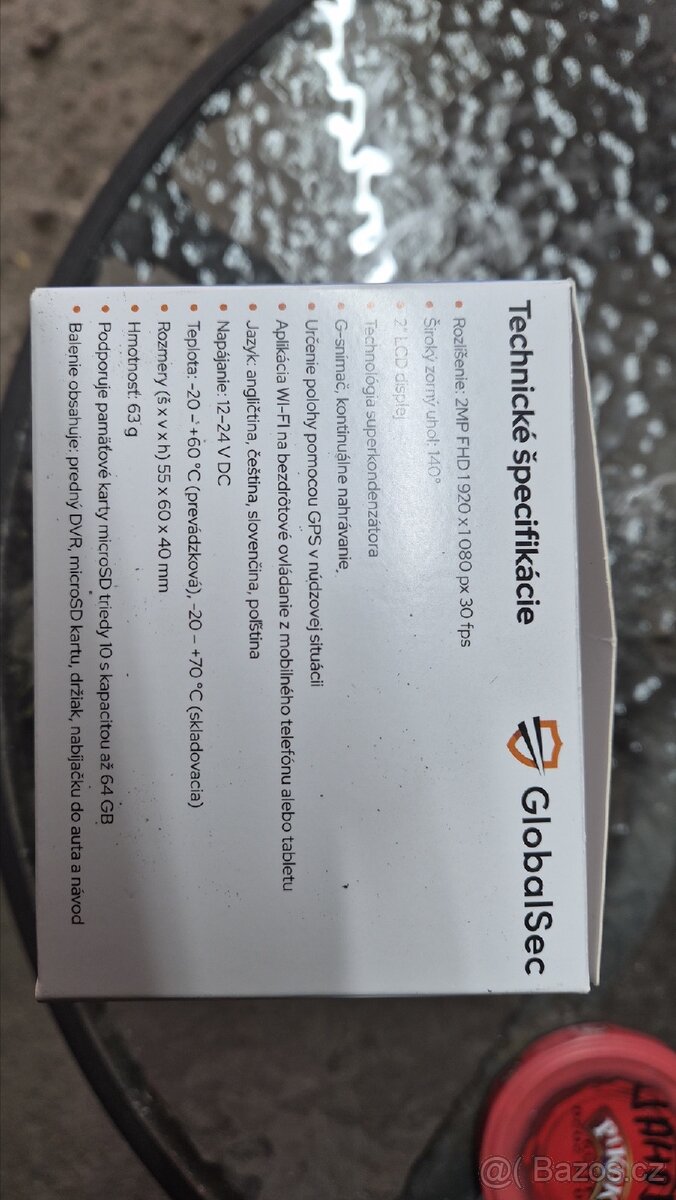 Technické špecifikácie
GlobalSec
• Rozlíšenie: 2MP FHD 1 920 x 1 080 px 30 fps
• Široký zorný uhol: 140°
• 2" LCD displej
• Technológia superkondenzátora
• G-snímač, kontinuálne nahrávanie,
• Určenie polohy pomocou GPS v núdzovej situácii
• Aplikácia WI-FI na bezdrôtové ovládanie z mobilného telefónu alebo tabletu
• Jazyk: angličtina, čeština, slovenčina, poľština
• Napájanie: 12–24 V DC
• Teplota: -20 – +60 °C (prevádzková), -20 – +70 °C (skladovacia)
• Rozmery (š x v x h) 55 x 60 x 40 mm
• Hmotnosť: 63 g
• Podporuje pamäťové karty microSD triedy 10 s kapacitou až 64 GB
• Balenie obsahuje: predný DVR, microSD kartu, držiak, nabíjačku do auta a návod
@( Bazos.cz